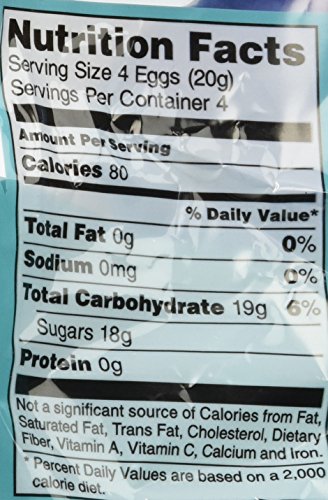 Nutrition Facts
Serving Size 4 Eggs (20g)
Servings Per Container 4
Amount Per Serving
Calories 80
% Daily Value*
Total Fat 0g 0%
Sodium 0mg 0%
Total Carbohydrate 19g 6%
Sugars 18g
Protein 0g
Not a significant source of Calories from Fat,
Saturated Fat, Trans Fat, Cholesterol, Dietary
Fiber, Vitamin A, Vitamin C, Calcium and Iron.
* Percent Daily Values are based on a 2,000
calorie diet.